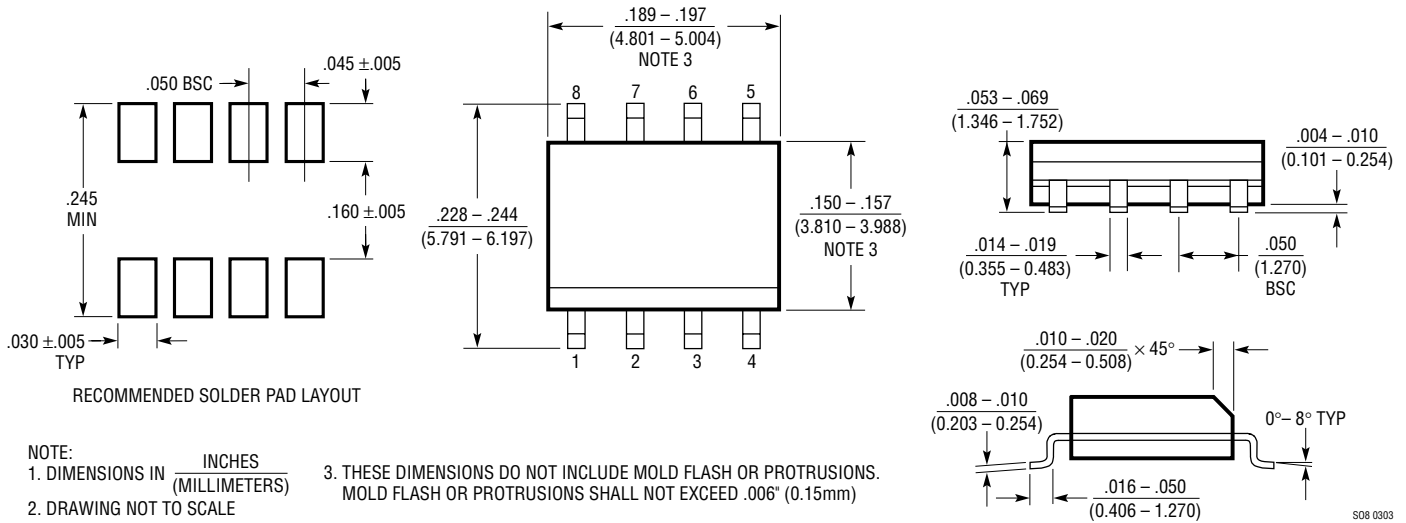 .050 BSC
.045 ±.005
.245
MIN
.160 ±.005
.030 ±.005
TYP
RECOMMENDED SOLDER PAD LAYOUT
.189 – .197
(4.801 – 5.004)
NOTE 3
8 7 6 5
.228 – .244
(5.791 – 6.197)
.150 – .157
(3.810 – 3.988)
NOTE 3
1 2 3 4
.053 – .069
(1.346 – 1.752)
.004 – .010
(0.101 – 0.254)
.014 – .019
(0.355 – 0.483)
TYP
.050
(1.270)
BSC
.010 – .020
(0.254 – 0.508)
× 45°
.008 – .010
(0.203 – 0.254)
0°– 8° TYP
.016 – .050
(0.406 – 1.270)
NOTE:
1. DIMENSIONS IN INCHES
(MILLIMETERS)
2. DRAWING NOT TO SCALE
3. THESE DIMENSIONS DO NOT INCLUDE MOLD FLASH OR PROTRUSIONS.
MOLD FLASH OR PROTRUSIONS SHALL NOT EXCEED .006" (0.15mm)
SO8 0303